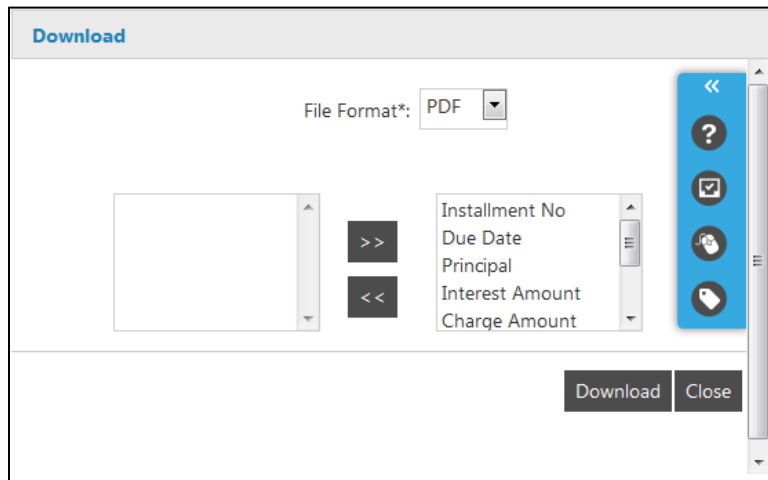 Download
File Format*: PDF
Installment No
Due Date
>>
Principal
Interest Amount
<<
Charge Amount
Download Close